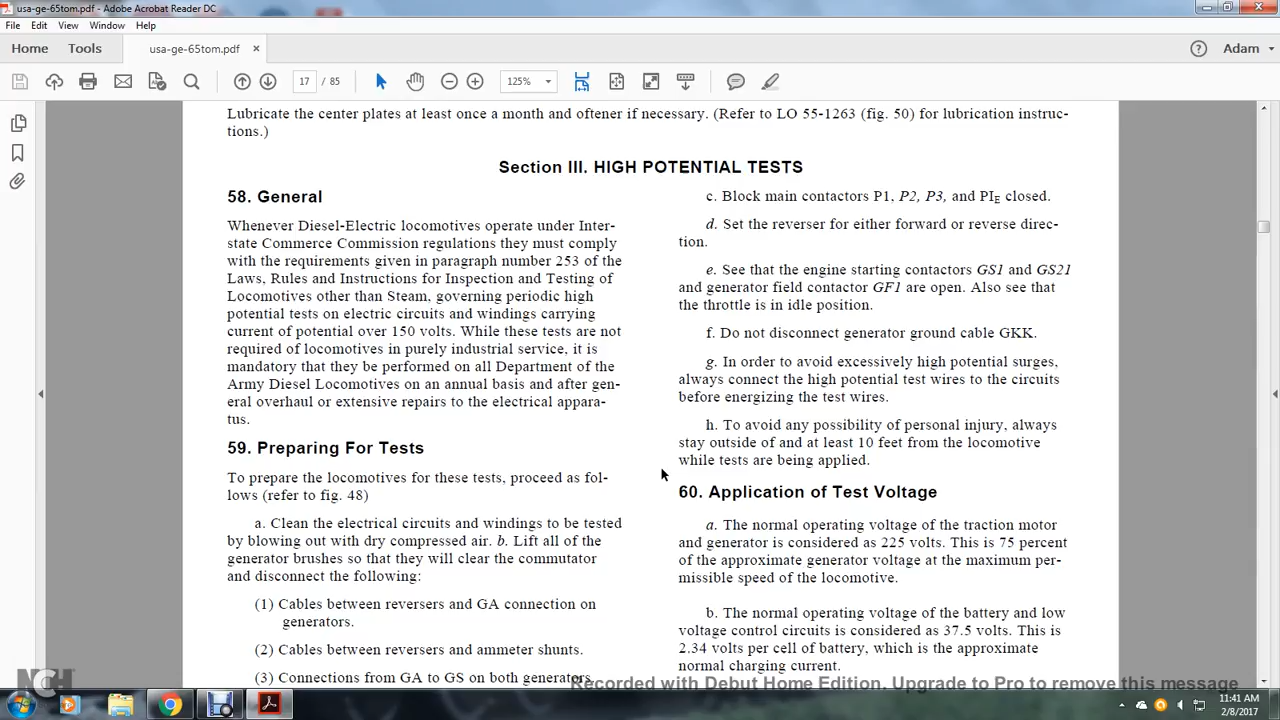 usa-ge-65tom.pdf - Adobe Acrobat Reader DC
File Edit View Window Help
Home Tools usa-ge-65tom.pdf × Adam
17 / 85 125%
Lubricate the center plates at least once a month and oftener if necessary. (Refer to LO 55-1263 (fig. 50) for lubrication instruc-
tions.)
Section III. HIGH POTENTIAL TESTS
58. General
Whenever Diesel-Electric locomotives operate under Inter-
state Commerce Commission regulations they must comply
with the requirements given in paragraph number 253 of the
Laws, Rules and Instructions for Inspection and Testing of
Locomotives other than Steam, governing periodic high
potential tests on electric circuits and windings carrying
current of potential over 150 volts. While these tests are not
required of locomotives in purely industrial service, it is
mandatory that they be performed on all Department of the
Army Diesel Locomotives on an annual basis and after gen-
eral overhaul or extensive repairs to the electrical appara-
tus.
59. Preparing For Tests
To prepare the locomotives for these tests, proceed as fol-
lows (refer to fig. 48)
a. Clean the electrical circuits and windings to be tested
by blowing out with dry compressed air. b. Lift all of the
generator brushes so that they will clear the commutator
and disconnect the following:
(1) Cables between reversers and GA connection on
generators.
(2) Cables between reversers and ammeter shunts.
(3) Connections from GA to GS on both generators.
c. Block main contactors P1, P2, P3, and PIE closed.
d. Set the reverser for either forward or reverse direc-
tion.
e. See that the engine starting contactors GS1 and GS21
and generator field contactor GF1 are open. Also see that
the throttle is in idle position.
f. Do not disconnect generator ground cable GKK.
g. In order to avoid excessively high potential surges,
always connect the high potential test wires to the circuits
before energizing the test wires.
h. To avoid any possibility of personal injury, always
stay outside of and at least 10 feet from the locomotive
while tests are being applied.
60. Application of Test Voltage
a. The normal operating voltage of the traction motor
and generator is considered as 225 volts. This is 75 percent
of the approximate generator voltage at the maximum per-
missible speed of the locomotive.
b. The normal operating voltage of the battery and low
voltage control circuits is considered as 37.5 volts. This is
2.34 volts per cell of battery, which is the approximate
normal charging current.
NCH
Recorded with Debut Home Edition. Upgrade to Pro to remove this message
11:41 AM
2/8/2017